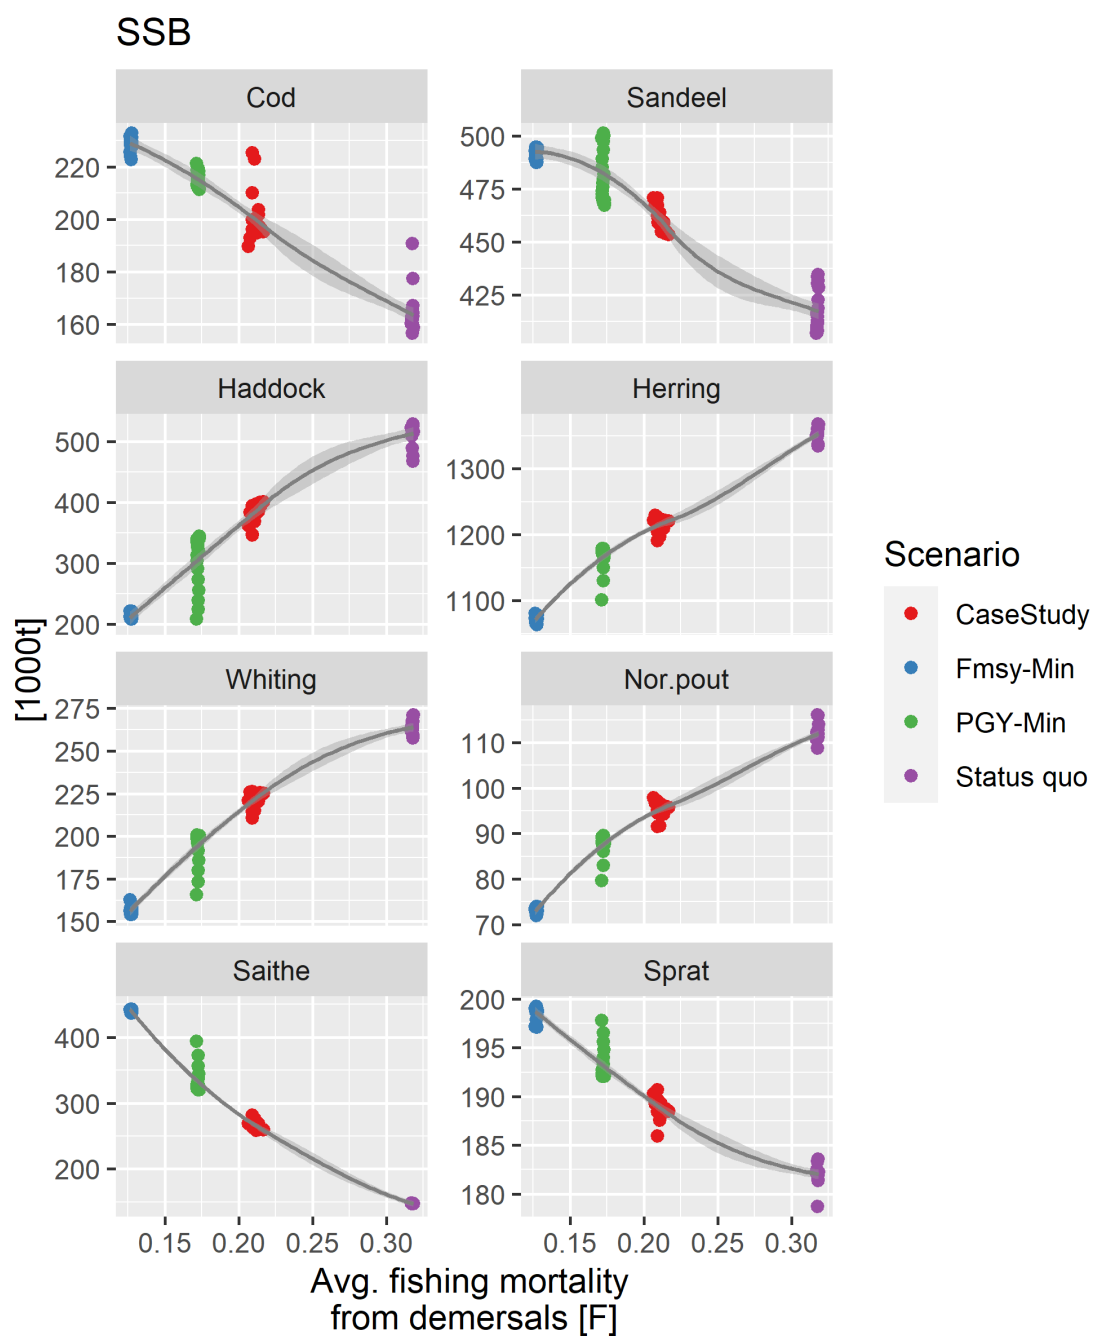 SSB
Cod
Sandeel
220
200
180
160
500
475
450
425
Haddock
Herring
500
400
300
200
1300
1200
1100
Whiting
Nor.pout
275
250
225
200
175
150
110
100
90
80
70
Saithe
Sprat
400
300
200
200
195
190
185
180
0.15 0.20 0.25 0.30
0.15 0.20 0.25 0.30
[1000t]
Avg. fishing mortality
from demersals [F]
Scenario
CaseStudy
Fmsy-Min
PGY-Min
Status quo